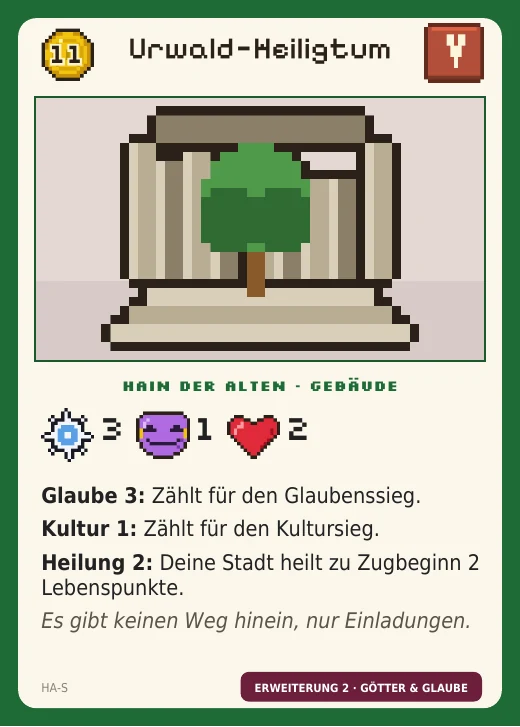 11
Urwald-Heiligtum
HAIN DER ALTEN · GEBÄUDE
3 1 2
Glaube 3: Zählt für den Glaubenssieg.
Kultur 1: Zählt für den Kultursieg.
Heilung 2: Deine Stadt heilt zu Zugbeginn 2
Lebenspunkte.
Es gibt keinen Weg hinein, nur Einladungen.
HA-S
ERWEITERUNG 2 · GÖTTER & GLAUBE